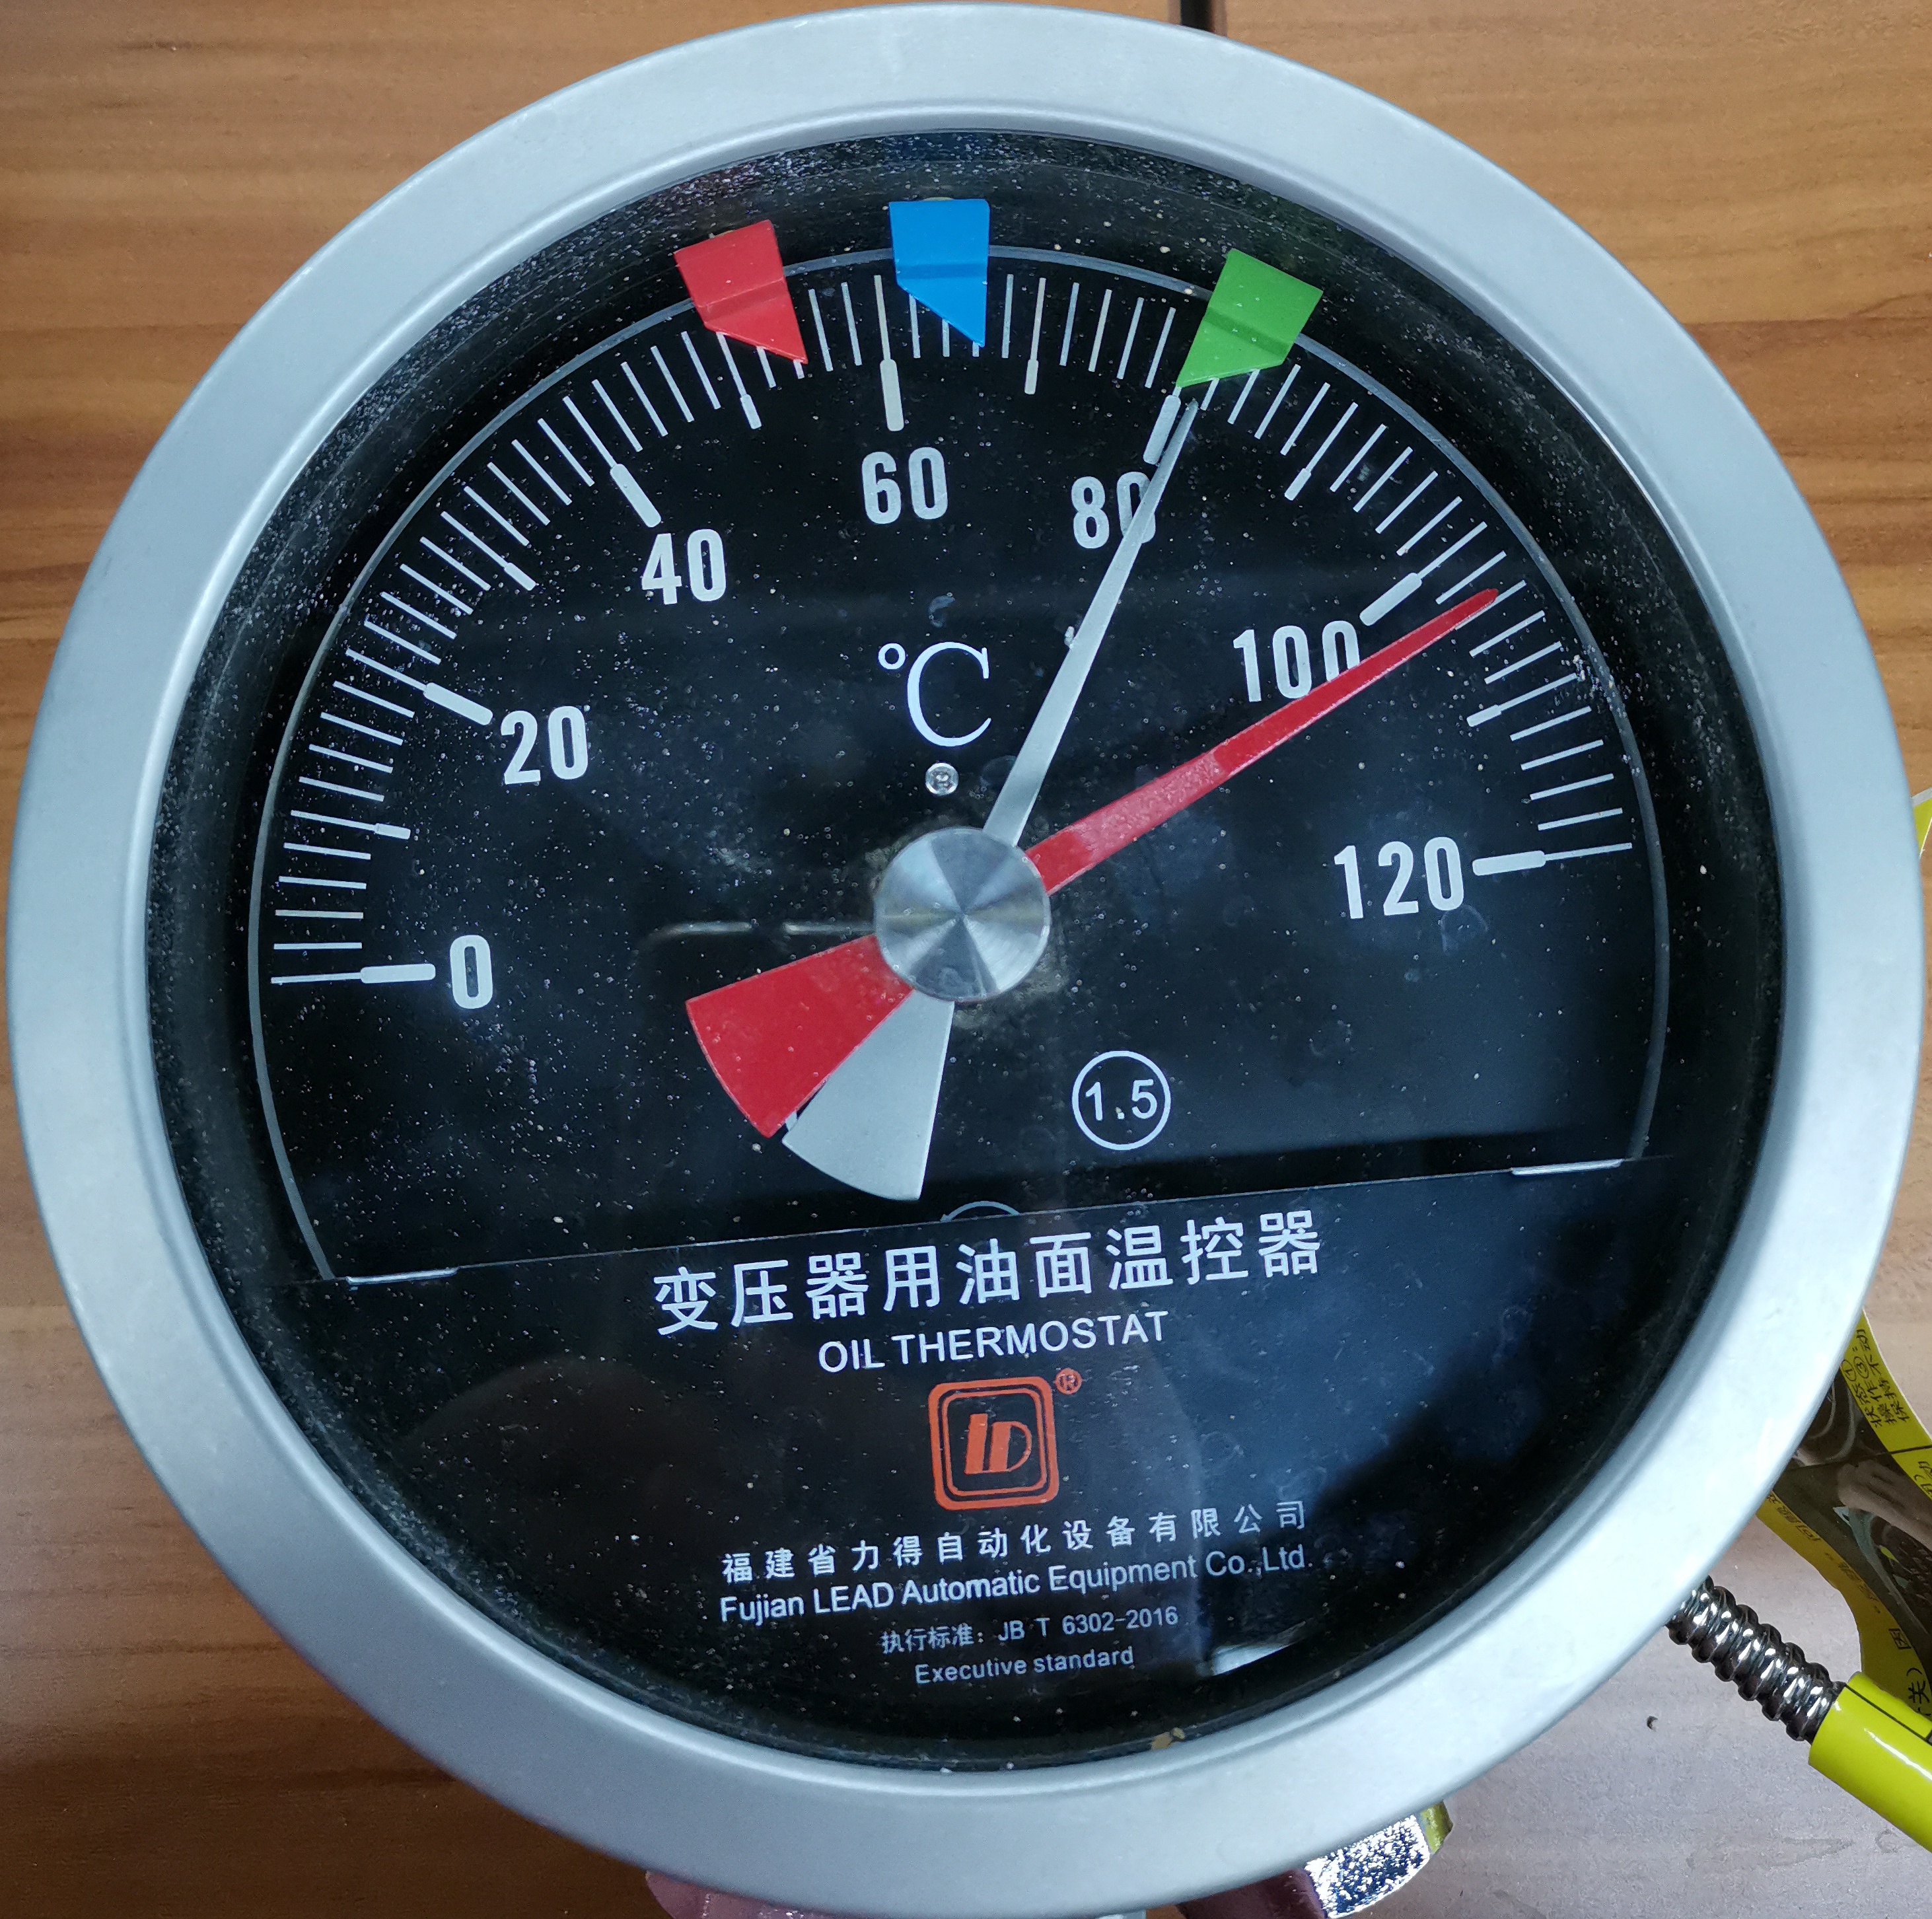 0
20
40
60
80
100
120
℃
1.5
变压器用油面温控器
OIL THERMOSTAT
LD®
福建省力得自动化设备有限公司
Fujian LEAD Automatic Equipment Co.,Ltd.
执行标准: JB T 6302-2016
Executive standard